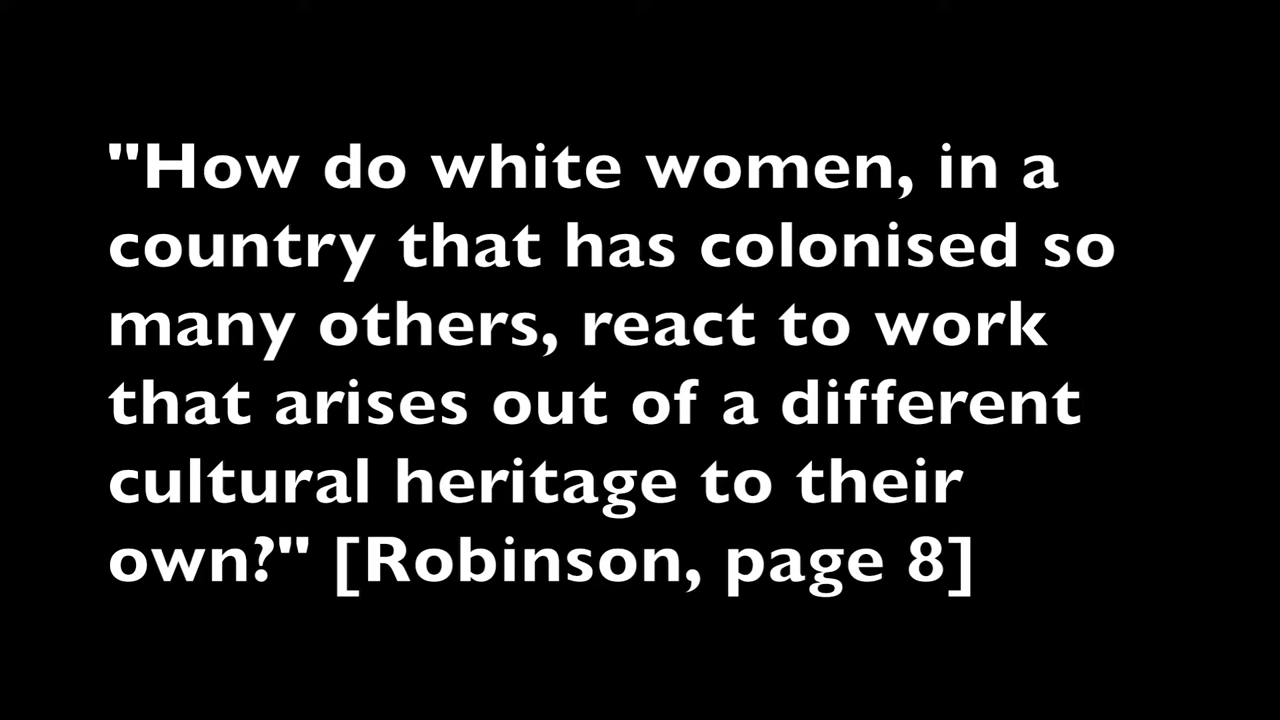 "How do white women, in a
country that has colonised so
many others, react to work
that arises out of a different
cultural heritage to their
own?" [Robinson, page 8]